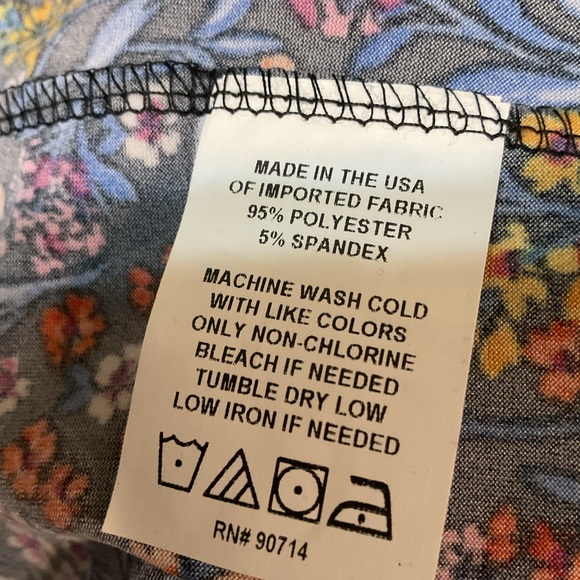 MADE IN THE USA
OF IMPORTED FABRIC
95% POLYESTER
5% SPANDEX
MACHINE WASH COLD
WITH LIKE COLORS
ONLY NON-CHLORINE
BLEACH IF NEEDED
TUMBLE DRY LOW
LOW IRON IF NEEDED
RN# 90714